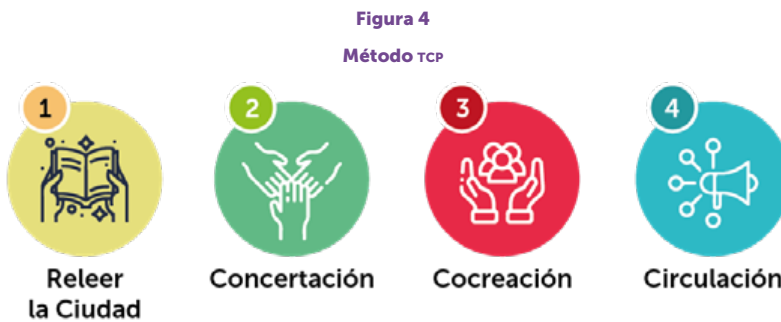 Figura 4
Método TCP
1
2
3
4
Releer
la Ciudad
Concertación
Cocreación
Circulación